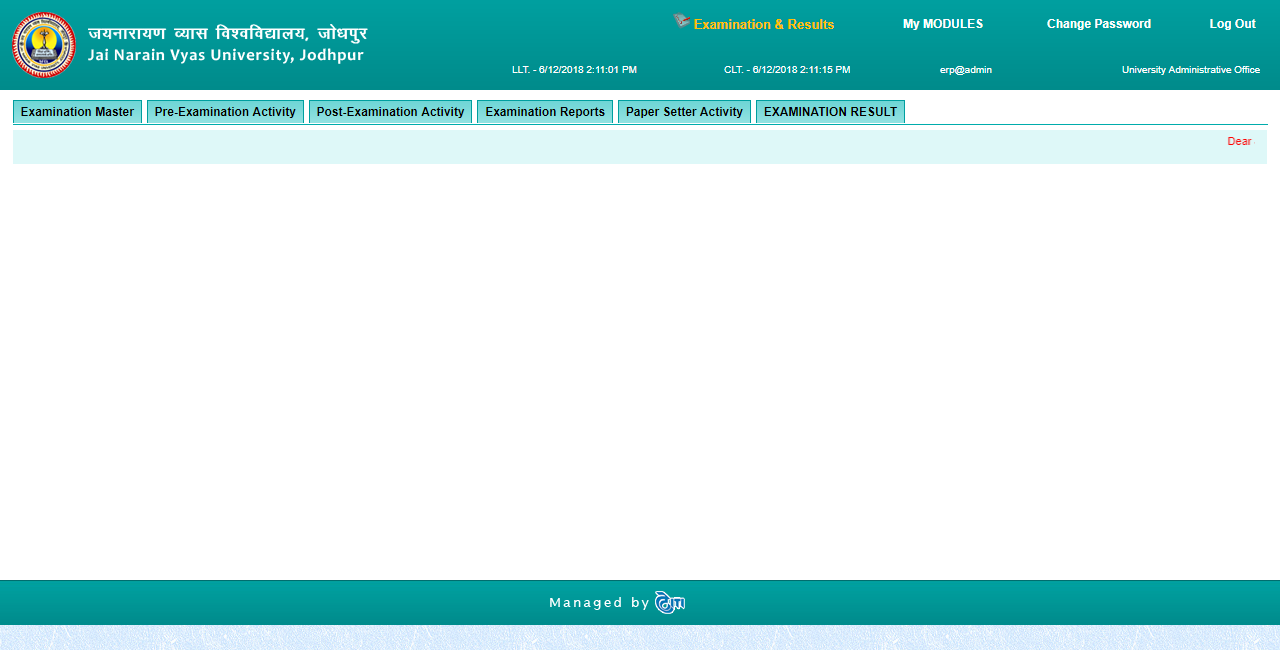 जयनारायण व्यास विश्वविद्यालय, जोधपुर
Jai Narain Vyas University, Jodhpur
Examination & Results
My MODULES
Change Password
Log Out
LLT. - 6/12/2018 2:11:01 PM
CLT. - 6/12/2018 2:11:15 PM
erp@admin
University Administrative Office
Examination Master
Pre-Examination Activity
Post-Examination Activity
Examination Reports
Paper Setter Activity
EXAMINATION RESULT
Dear
Managed by